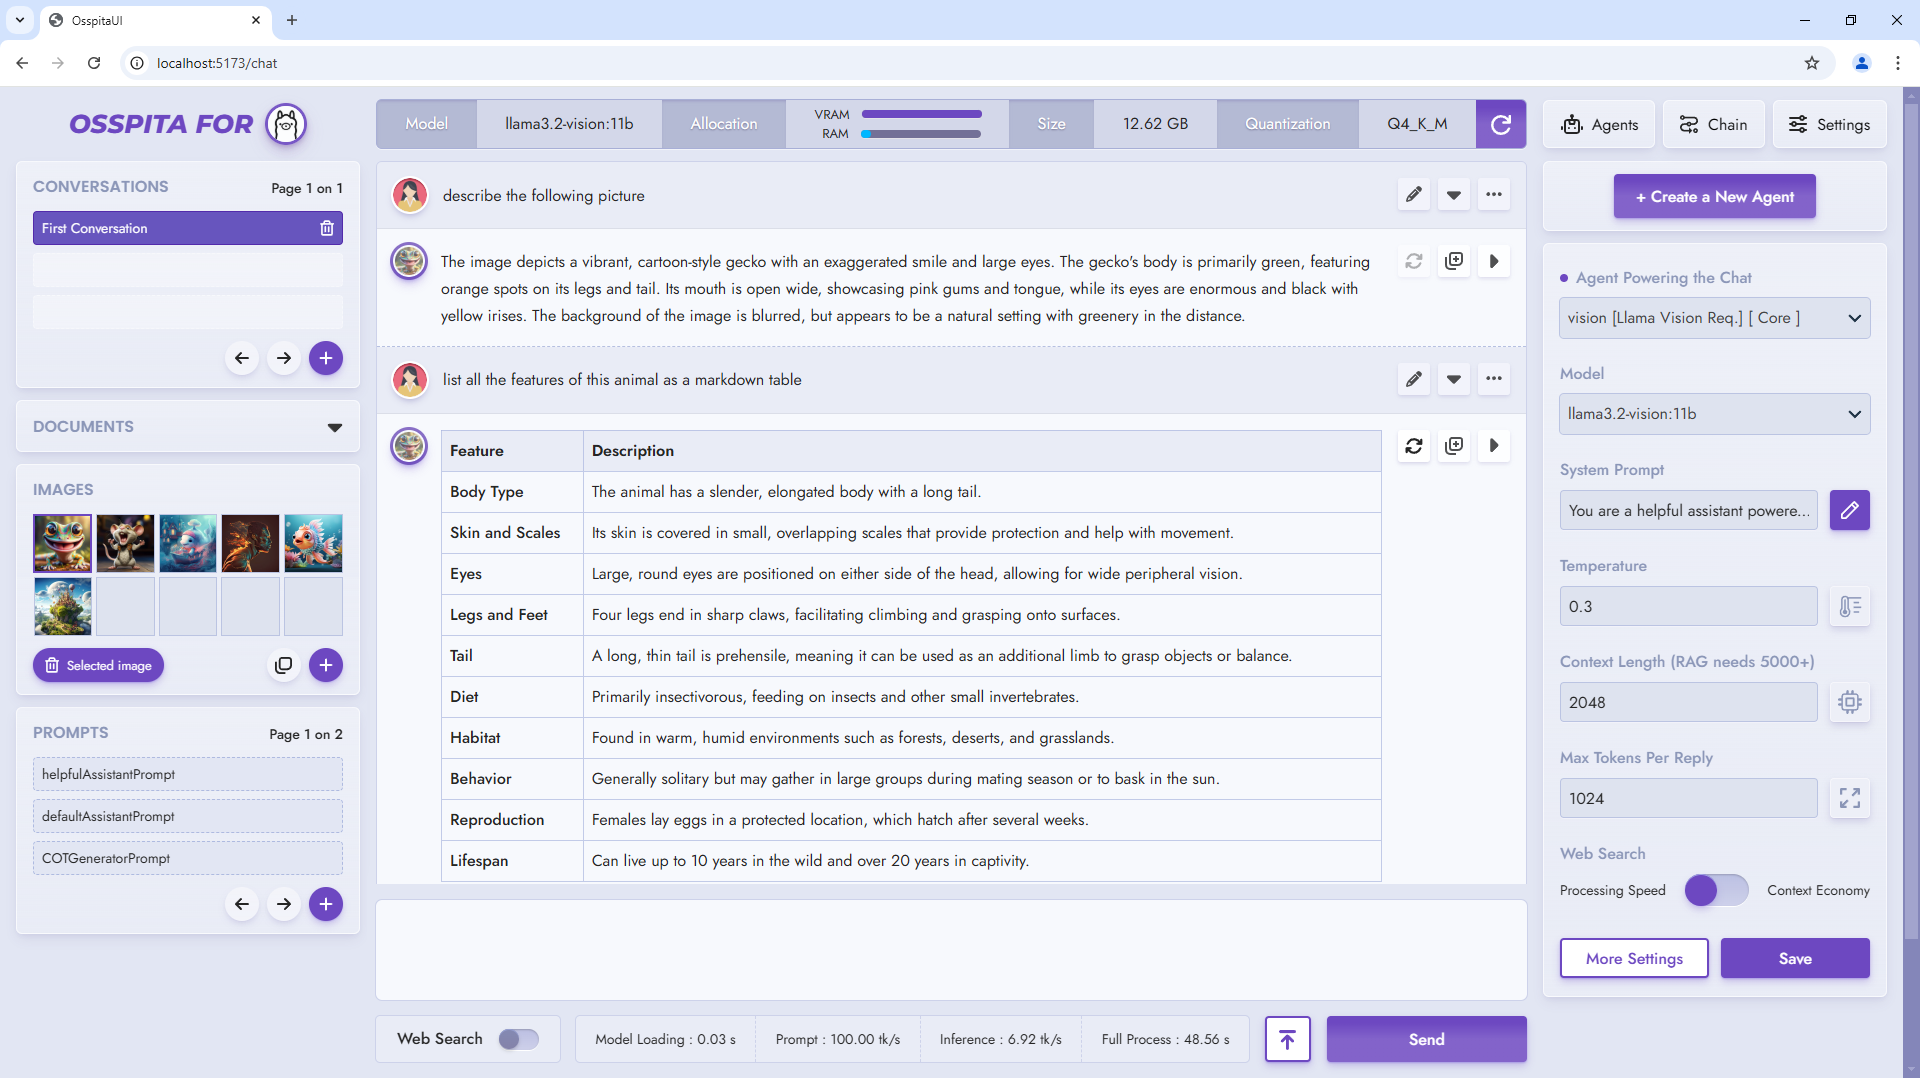 OsspitaUI
localhost:5173/chat
OSSPITA FOR
Model
llama3.2-vision:11b
Allocation
VRAM
RAM
Size
12.62 GB
Quantization
Q4_K_M
Agents
Chain
Settings
CONVERSATIONS
Page 1 on 1
First Conversation
DOCUMENTS
IMAGES
Selected image
PROMPTS
Page 1 on 2
helpfulAssistantPrompt
defaultAssistantPrompt
COTGeneratorPrompt
describe the following picture
The image depicts a vibrant, cartoon-style gecko with an exaggerated smile and large eyes. The gecko's body is primarily green, featuring
orange spots on its legs and tail. Its mouth is open wide, showcasing pink gums and tongue, while its eyes are enormous and black with
yellow irises. The background of the image is blurred, but appears to be a natural setting with greenery in the distance.
list all the features of this animal as a markdown table
Feature Description
Body Type The animal has a slender, elongated body with a long tail.
Skin and Scales Its skin is covered in small, overlapping scales that provide protection and help with movement.
Eyes Large, round eyes are positioned on either side of the head, allowing for wide peripheral vision.
Legs and Feet Four legs end in sharp claws, facilitating climbing and grasping onto surfaces.
Tail A long, thin tail is prehensile, meaning it can be used as an additional limb to grasp objects or balance.
Diet Primarily insectivorous, feeding on insects and other small invertebrates.
Habitat Found in warm, humid environments such as forests, deserts, and grasslands.
Behavior Generally solitary but may gather in large groups during mating season or to bask in the sun.
Reproduction Females lay eggs in a protected location, which hatch after several weeks.
Lifespan Can live up to 10 years in the wild and over 20 years in captivity.
Web Search
Model Loading : 0.03 s
Prompt : 100.00 tk/s
Inference : 6.92 tk/s
Full Process : 48.56 s
Send
+ Create a New Agent
Agent Powering the Chat
vision [Llama Vision Req.] [ Core ]
Model
llama3.2-vision:11b
System Prompt
You are a helpful assistant powere...
Temperature
0.3
Context Length (RAG needs 5000+)
2048
Max Tokens Per Reply
1024
Web Search
Processing Speed
Context Economy
More Settings
Save